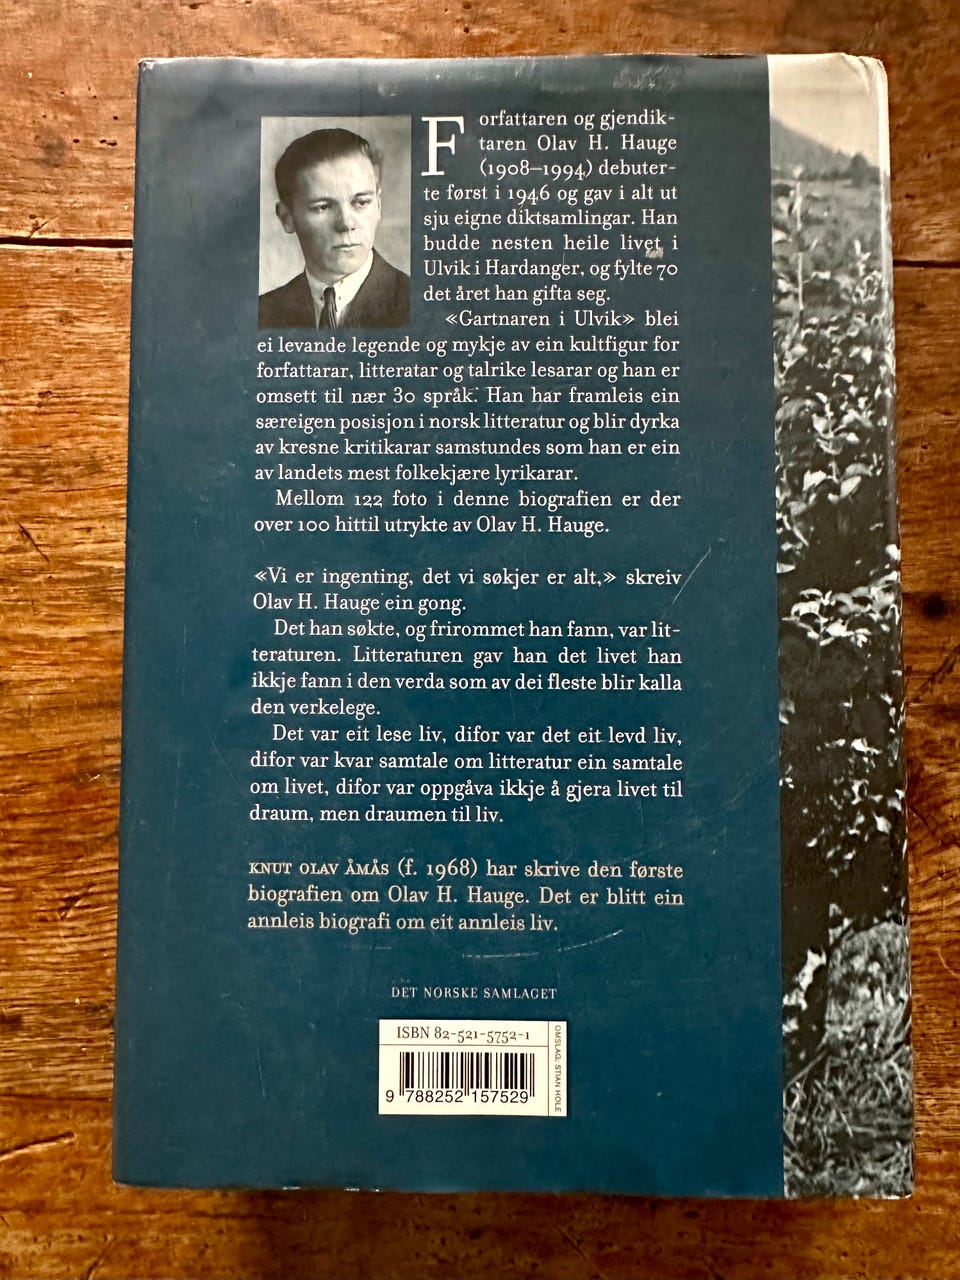 Forfattaren og gjendik-
taren Olav H. Hauge
(1908–1994) debuter-
te først i 1946 og gav i alt ut
sju eigne diktsamlingar. Han
budde nesten heile livet i
Ulvik i Hardanger, og fylte 70
det året han gifta seg.
«Gartnaren i Ulvik» blei
ei levande legende og mykje av ein kultfigur for
forfattarar, litteratar og talrike lesarar og han er
omsett til nær 30 språk. Han har framleis ein
særeigen posisjon i norsk litteratur og blir dyrka
av kresne kritikarar samstundes som han er ein
av landets mest folkekjære lyrikarar.
Mellom 122 foto i denne biografien er der
over 100 hittil utrykte av Olav H. Hauge.
«Vi er ingenting, det vi søkjer er alt,» skreiv
Olav H. Hauge ein gong.
Det han søkte, og frirommet han fann, var lit-
teraturen. Litteraturen gav han det livet han
ikkje fann i den verda som av dei fleste blir kalla
den verkelege.
Det var eit lese liv, difor var det eit levd liv,
difor var kvar samtale om litteratur ein samtale
om livet, difor var oppgåva ikkje å gjera livet til
draum, men draumen til liv.
KNUT OLAV ÅMÅS (f. 1968) har skrive den første
biografien om Olav H. Hauge. Det er blitt ein
annleis biografi om eit annleis liv.
DET NORSKE SAMLAGET
ISBN 82-521-5752-1
9 788252 157529
OMSLAG: STIAN HOLE